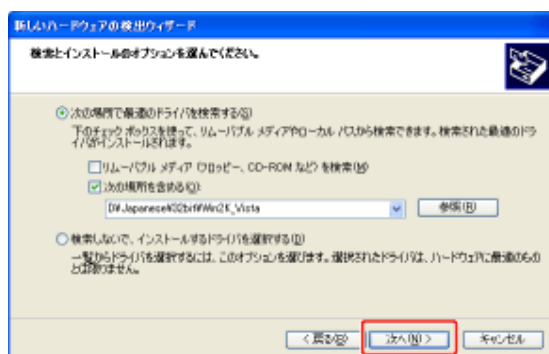 新しいハードウェアの検出ウィザード
検索とインストールのオプションを選んでください。
次の場所で最適のドライバを検索する(S)
下のチェック ボックスを使って、リムーバブル メディアやローカル パスから検索できます。検索された最適のドラ
イバがインストールされます。
リムーバブル メディア (フロッピー、CD-ROM など) を検索(M)
次の場所を含める(O):
D:¥Japanese¥32bit¥Win2K_Vista
参照(R)
検索しないで、インストールするドライバを選択する(D)
一覧からドライバを選択するには、このオプションを選びます。選択されたドライバは、ハードウェアに最適のもの
とは限りません。
< 戻る(B)
次へ(N) >
キャンセル